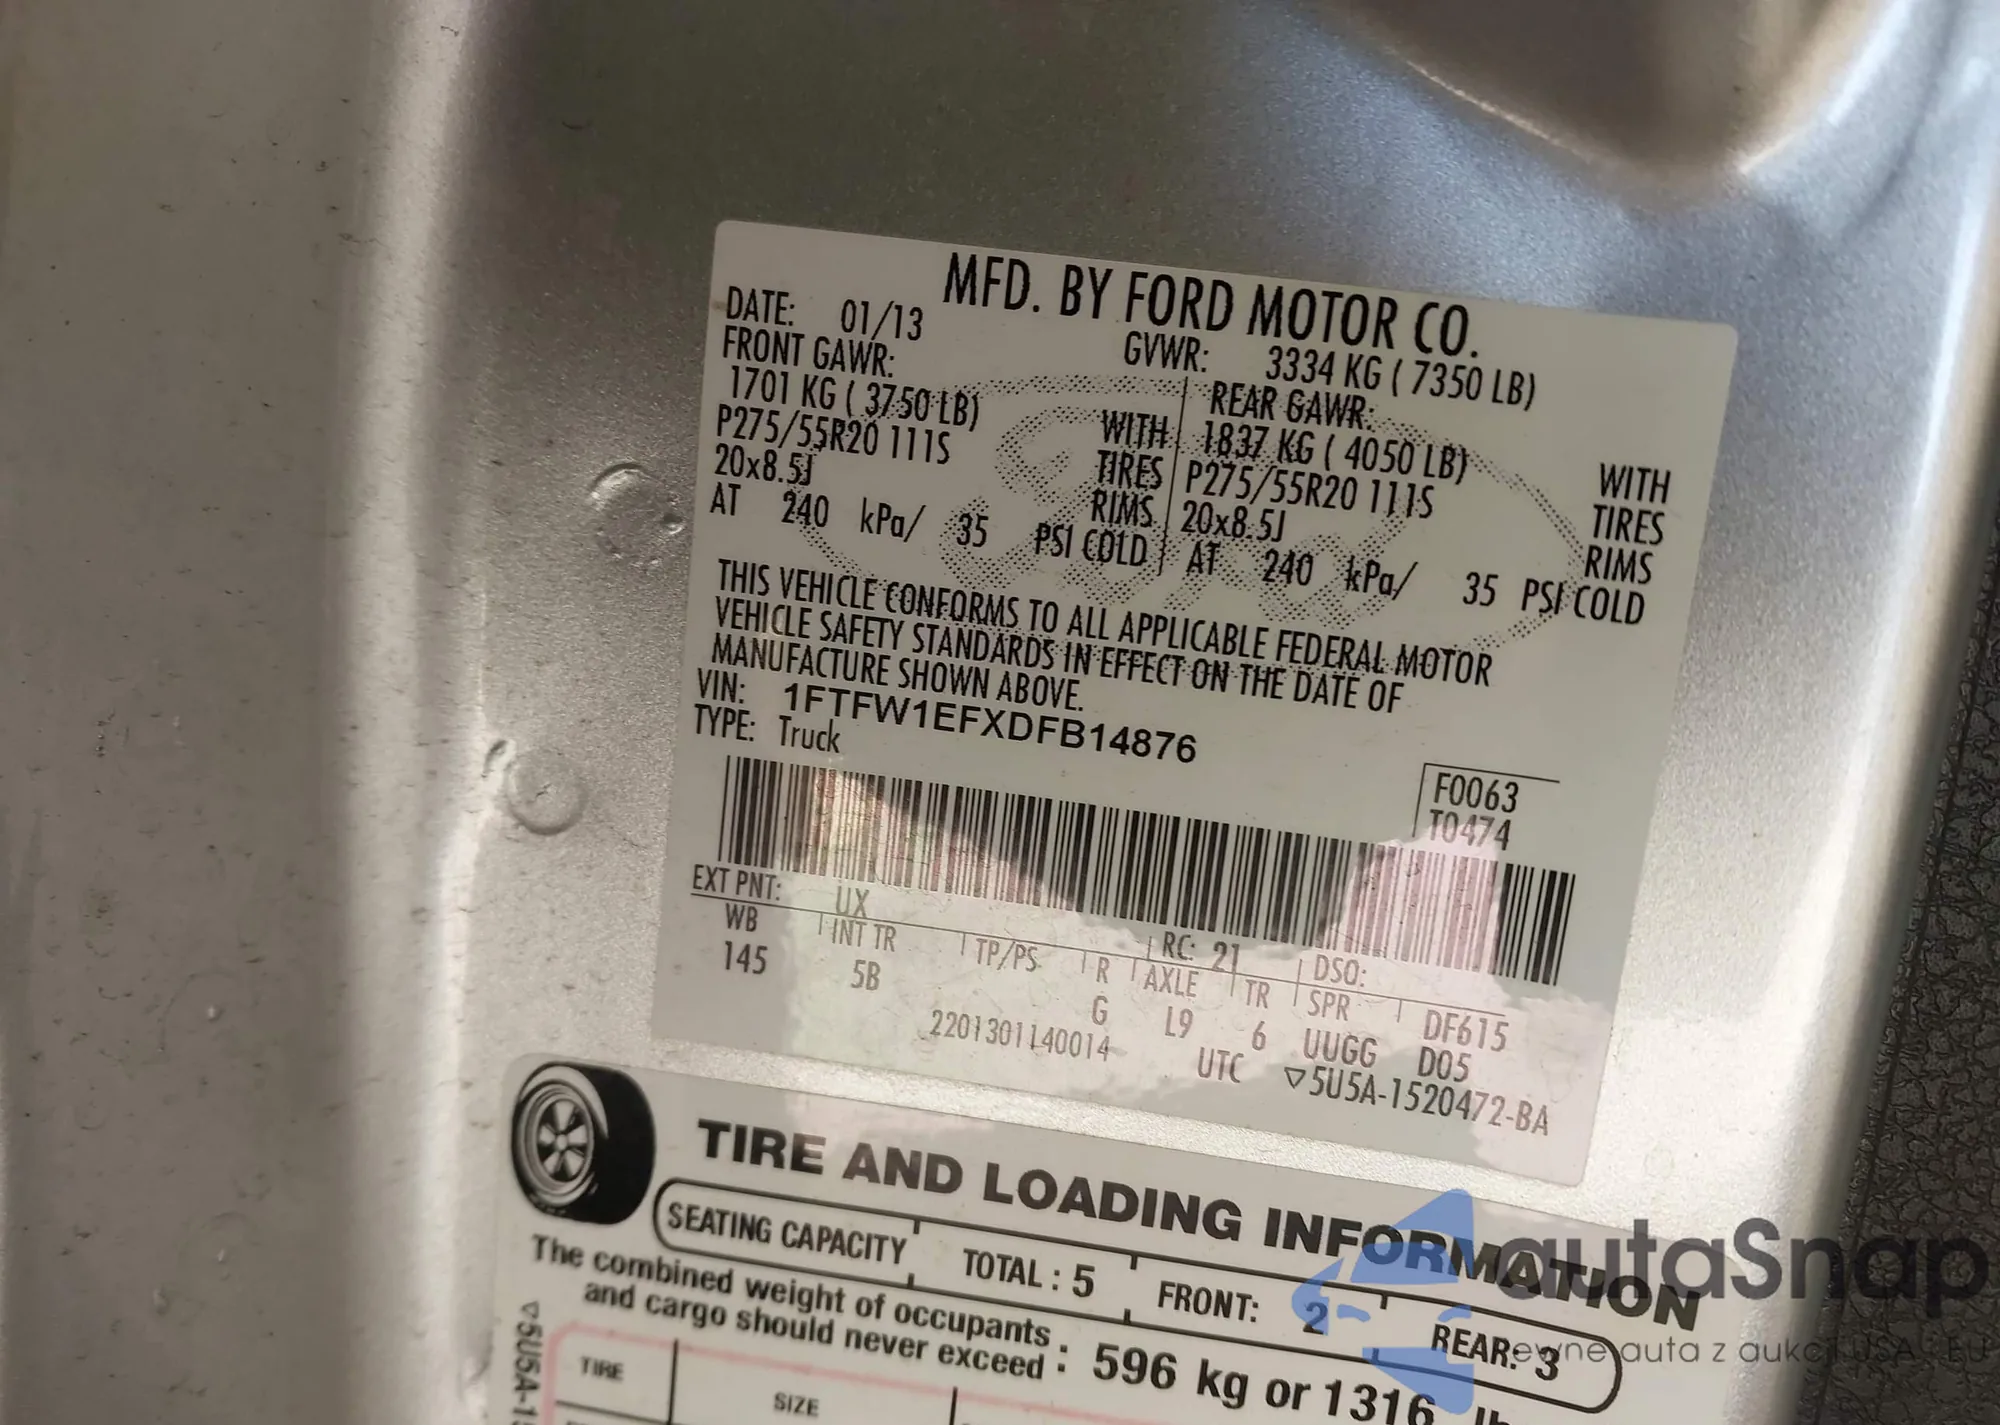 MFD. BY FORD MOTOR CO.
DATE: 01/13 GVWR: 3334 KG ( 7350 LB)
FRONT GAWR: REAR GAWR:
1701 KG ( 3750 LB) WITH 1837 KG ( 4050 LB) WITH
P275/55R20 111S TIRES P275/55R20 111S TIRES
20x8.5J RIMS 20x8.5J RIMS
AT 240 kPa/ 35 PSI COLD AT 240 kPa/ 35 PSI COLD
THIS VEHICLE CONFORMS TO ALL APPLICABLE FEDERAL MOTOR
VEHICLE SAFETY STANDARDS IN EFFECT ON THE DATE OF
MANUFACTURE SHOWN ABOVE.
VIN: 1FTFW1EFXDFB14876
TYPE: Truck
F0063
T0474
EXT PNT: UX RC: 21 DSO:
WB INT TR TP/PS R AXLE TR SPR DF615
145 5B G L9 6 UUGG D05
2201301140014 UTC ▽5U5A-1520472-BA
TIRE AND LOADING INFORMATION
SEATING CAPACITY TOTAL : 5 FRONT: 2 REAR: 3
The combined weight of occupants
and cargo should never exceed : 596 kg or 1316
TIRE SIZE
▽5U5A-15
autaSnap
auta z aukcji USA